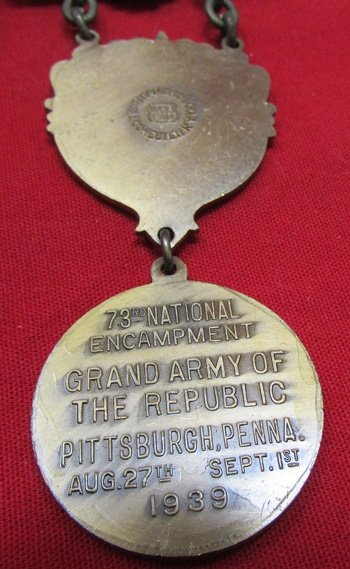 73RD NATIONAL
ENCAMPMENT
GRAND ARMY OF
THE REPUBLIC
PITTSBURGH, PENNA.
AUG. 27TH SEPT. 1ST
1939